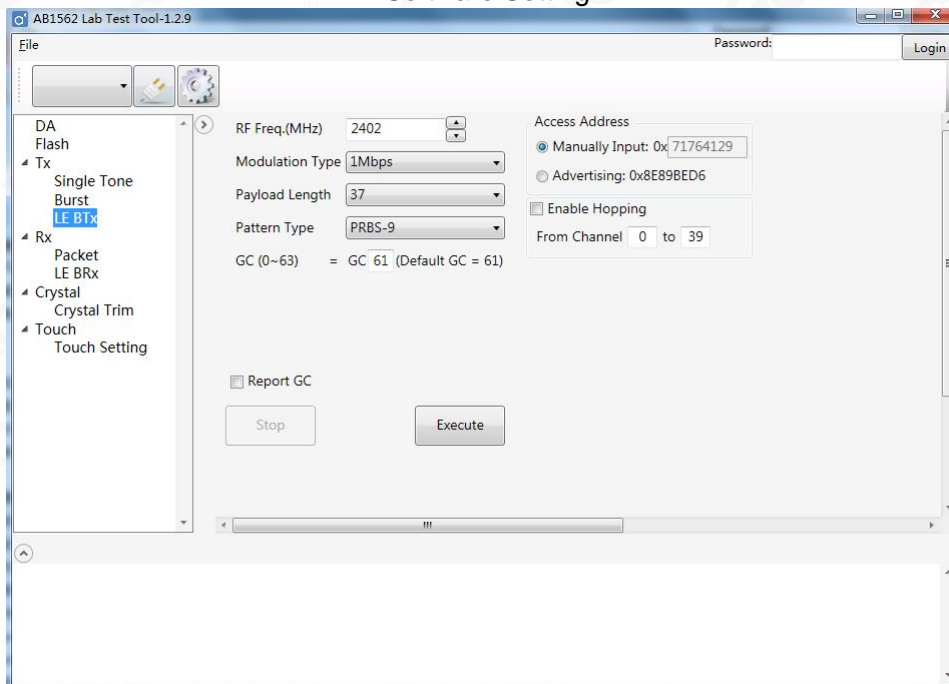 Software Setting
AB1562 Lab Test Tool-1.2.9
File
Password:
Login
DA
Flash
Tx
Single Tone
Burst
LE BTx
Rx
Packet
LE BRx
Crystal
Crystal Trim
Touch
Touch Setting
RF Freq.(MHz) 2402
Modulation Type 1Mbps
Payload Length 37
Pattern Type PRBS-9
GC (0~63) = GC 61 (Default GC = 61)
Report GC
Stop
Execute
Access Address
Manually Input: 0x 71764129
Advertising: 0x8E89BED6
Enable Hopping
From Channel 0 to 39